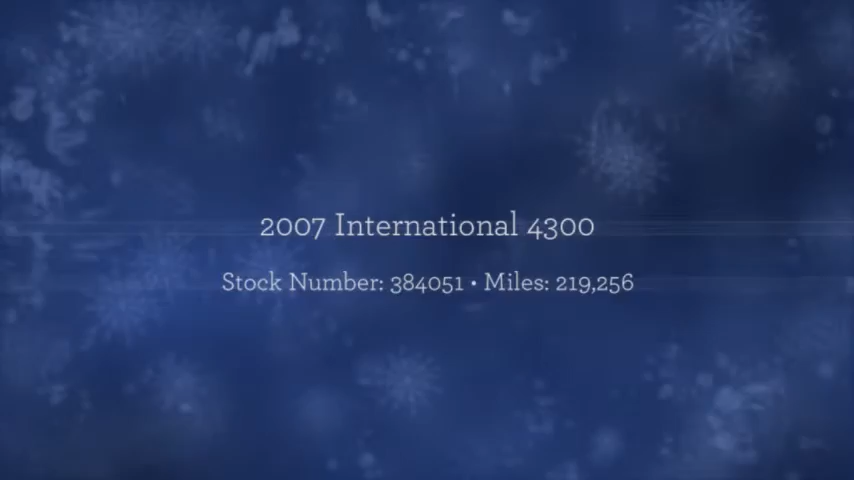 2007 International 4300
Stock Number: 384051 • Miles: 219,256